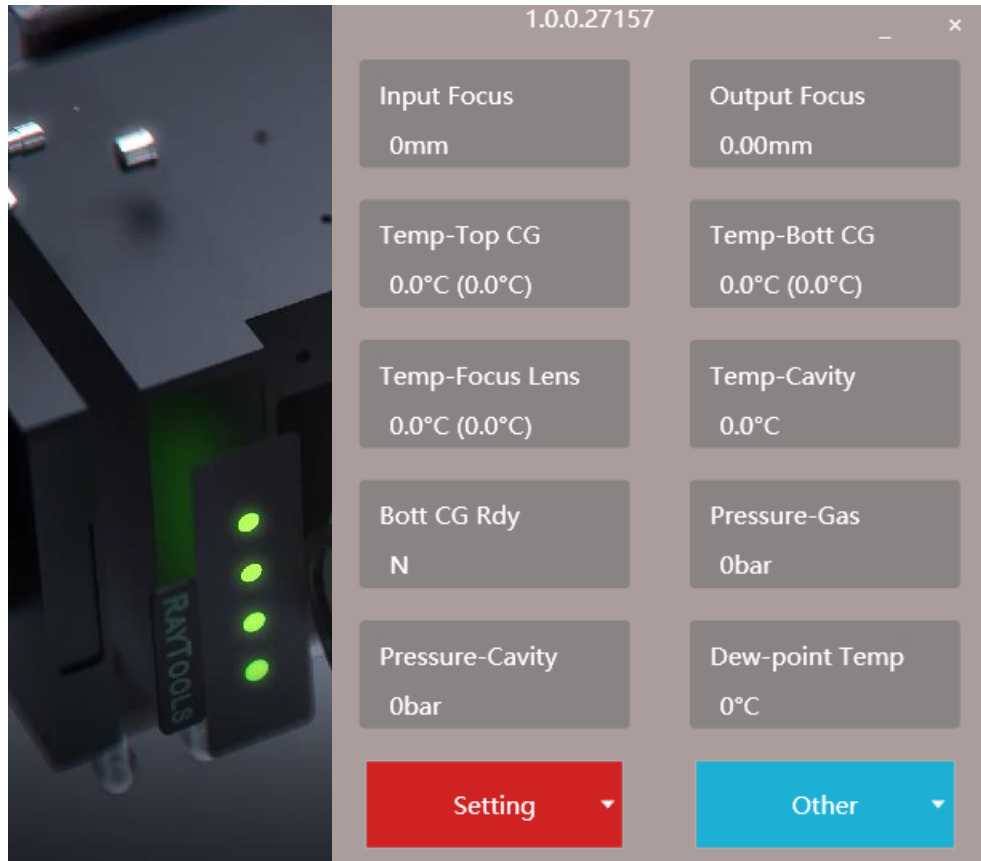 1.0.0.27157
_ ×
Input Focus
0mm
Output Focus
0.00mm
Temp-Top CG
0.0°C (0.0°C)
Temp-Bott CG
0.0°C (0.0°C)
Temp-Focus Lens
0.0°C (0.0°C)
Temp-Cavity
0.0°C
Bott CG Rdy
N
Pressure-Gas
0bar
Pressure-Cavity
0bar
Dew-point Temp
0°C
Setting
Other
RAYTOOLS